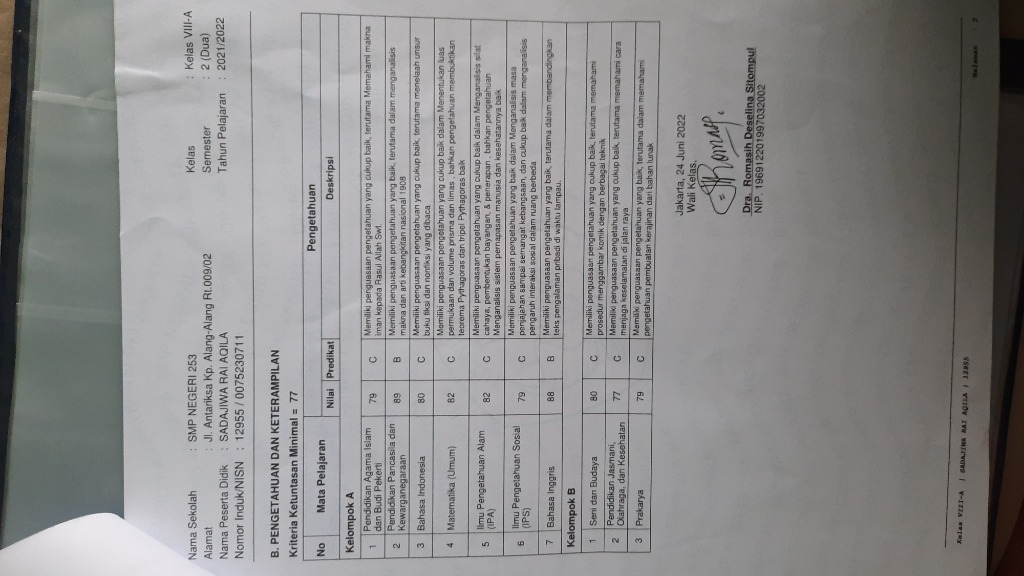 Nama Sekolah : SMP NEGERI 253 Kelas : Kelas VIII-A
Alamat : Jl. Antariksa Kp. Alang-Alang Rt.009/02 Semester : 2 (Dua)
Nama Peserta Didik : SADAJIWA RAI AQILA Tahun Pelajaran : 2021/2022
Nomor Induk/NISN : 12955 / 0075230711
B. PENGETAHUAN DAN KETERAMPILAN
Kriteria Ketuntasan Minimal = 77
No Mata Pelajaran Pengetahuan
Nilai Predikat Deskripsi
Kelompok A
1 Pendidikan Agama Islam dan Budi Pekerti 79 C Memiliki penguasaan pengetahuan yang cukup baik, terutama Memahami makna
iman kepada Rasul Allah Swt.
2 Pendidikan Pancasila dan Kewarganegaraan 89 B Memiliki penguasaan pengetahuan yang baik, terutama dalam menganalisis
makna dan arti kebangkitan nasional 1908
3 Bahasa Indonesia 80 C Memiliki penguasaan pengetahuan yang cukup baik, terutama menelaah unsur
buku fiksi dan nonfiksi yang dibaca
4 Matematika (Umum) 82 C Memiliki penguasaan pengetahuan yang cukup baik dalam Menentukan luas
permukaan dan volume prisma dan limas , bahkan pengetahuan membuktikan
teorema Pythagoras dan tripel Pythagoras baik
5 Ilmu Pengetahuan Alam (IPA) 82 C Memiliki penguasaan pengetahuan yang cukup baik dalam Menganalisis sifat
cahaya, pembentukan bayangan, & penerapan , bahkan pengetahuan
Menganalisis sistem pernapasan manusia dan kesehatannya baik
6 Ilmu Pengetahuan Sosial (IPS) 79 C Memiliki penguasaan pengetahuan yang baik dalam Menganalisis masa
penjajahan sampai semangat kebangsaan, dan cukup baik dalam menganalisis
pengaruh interaksi sosial dalam ruang berbeda
7 Bahasa Inggris 88 B Memiliki penguasaan pengetahuan yang baik, terutama dalam membandingkan
teks pengalaman pribadi di waktu lampau.
Kelompok B
1 Seni dan Budaya 80 C Memiliki penguasaan pengetahuan yang cukup baik, terutama memahami
prosedur menggambar komik dengan berbagai teknik
2 Pendidikan Jasmani, Olahraga, dan Kesehatan 77 C Memiliki penguasaan pengetahuan yang cukup baik, terutama memahami cara
menjaga keselamatan di jalan raya
3 Prakarya 79 C Memiliki penguasaan pengetahuan yang baik, terutama dalam memahami
pengetahuan pembuatan kerajinan dari bahan lunak
Jakarta, 24 Juni 2022
Wali Kelas,
Dra. Romasih Deselina Sitompul
NIP. 196912201997032002
Kelas VIII-A | SADAJIWA RAI AQILA | 12955 Halaman : 2